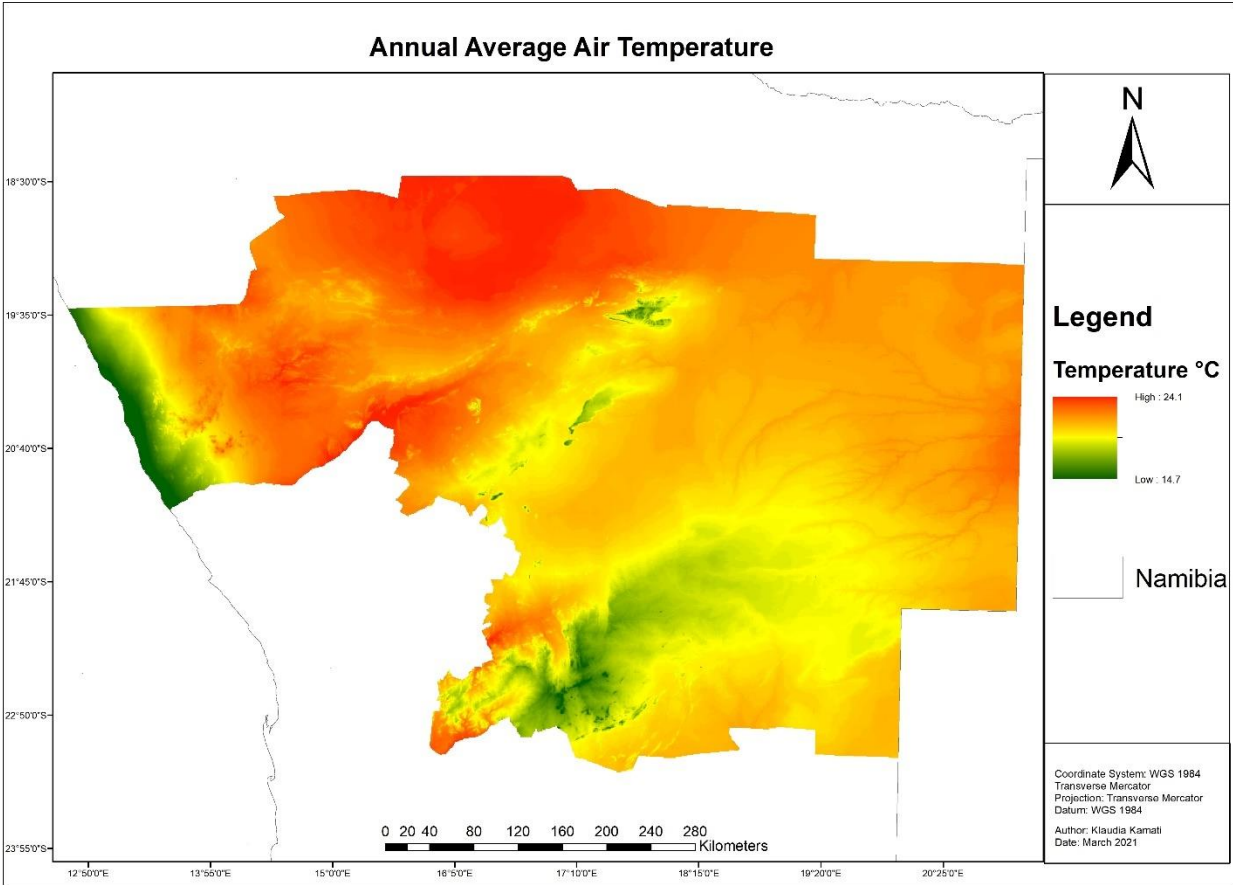 Annual Average Air Temperature
N
18°30'0"S
19°35'0"S
20°40'0"S
21°45'0"S
22°50'0"S
23°55'0"S
12°50'0"E
13°55'0"E
15°0'0"E
16°5'0"E
17°10'0"E
18°15'0"E
19°20'0"E
20°25'0"E
0 20 40 80 120 160 200 240 280
Kilometers
Legend
Temperature °C
High : 24.1
Low : 14.7
Namibia
Coordinate System: WGS 1984
Transverse Mercator
Projection: Transverse Mercator
Datum: WGS 1984
Author: Klaudia Kamati
Date: March 2021